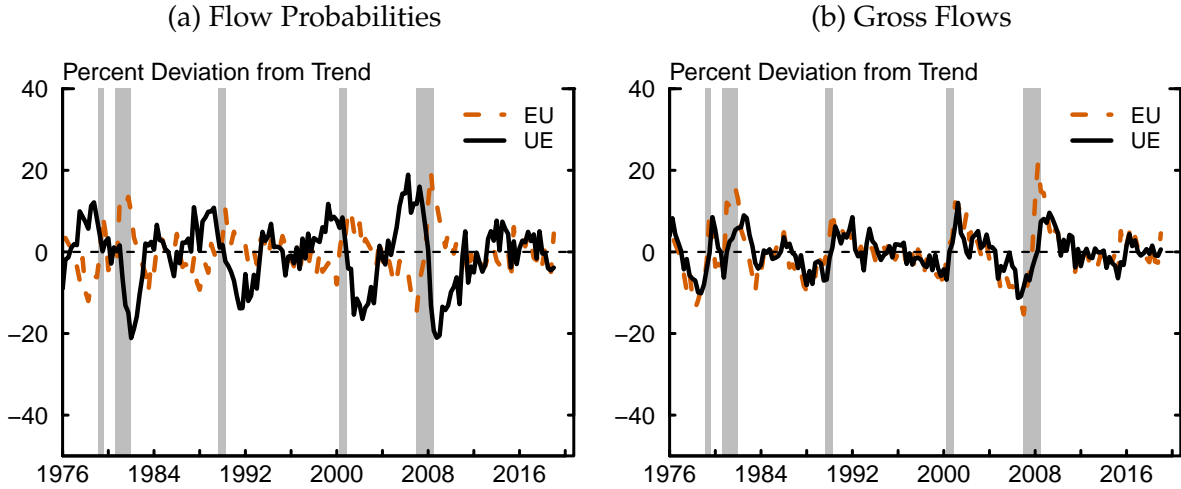 (a) Flow Probabilities
Percent Deviation from Trend
40
20
0
−20
−40
EU
UE
1976 1984 1992 2000 2008 2016
(b) Gross Flows
Percent Deviation from Trend
40
20
0
−20
−40
EU
UE
1976 1984 1992 2000 2008 2016